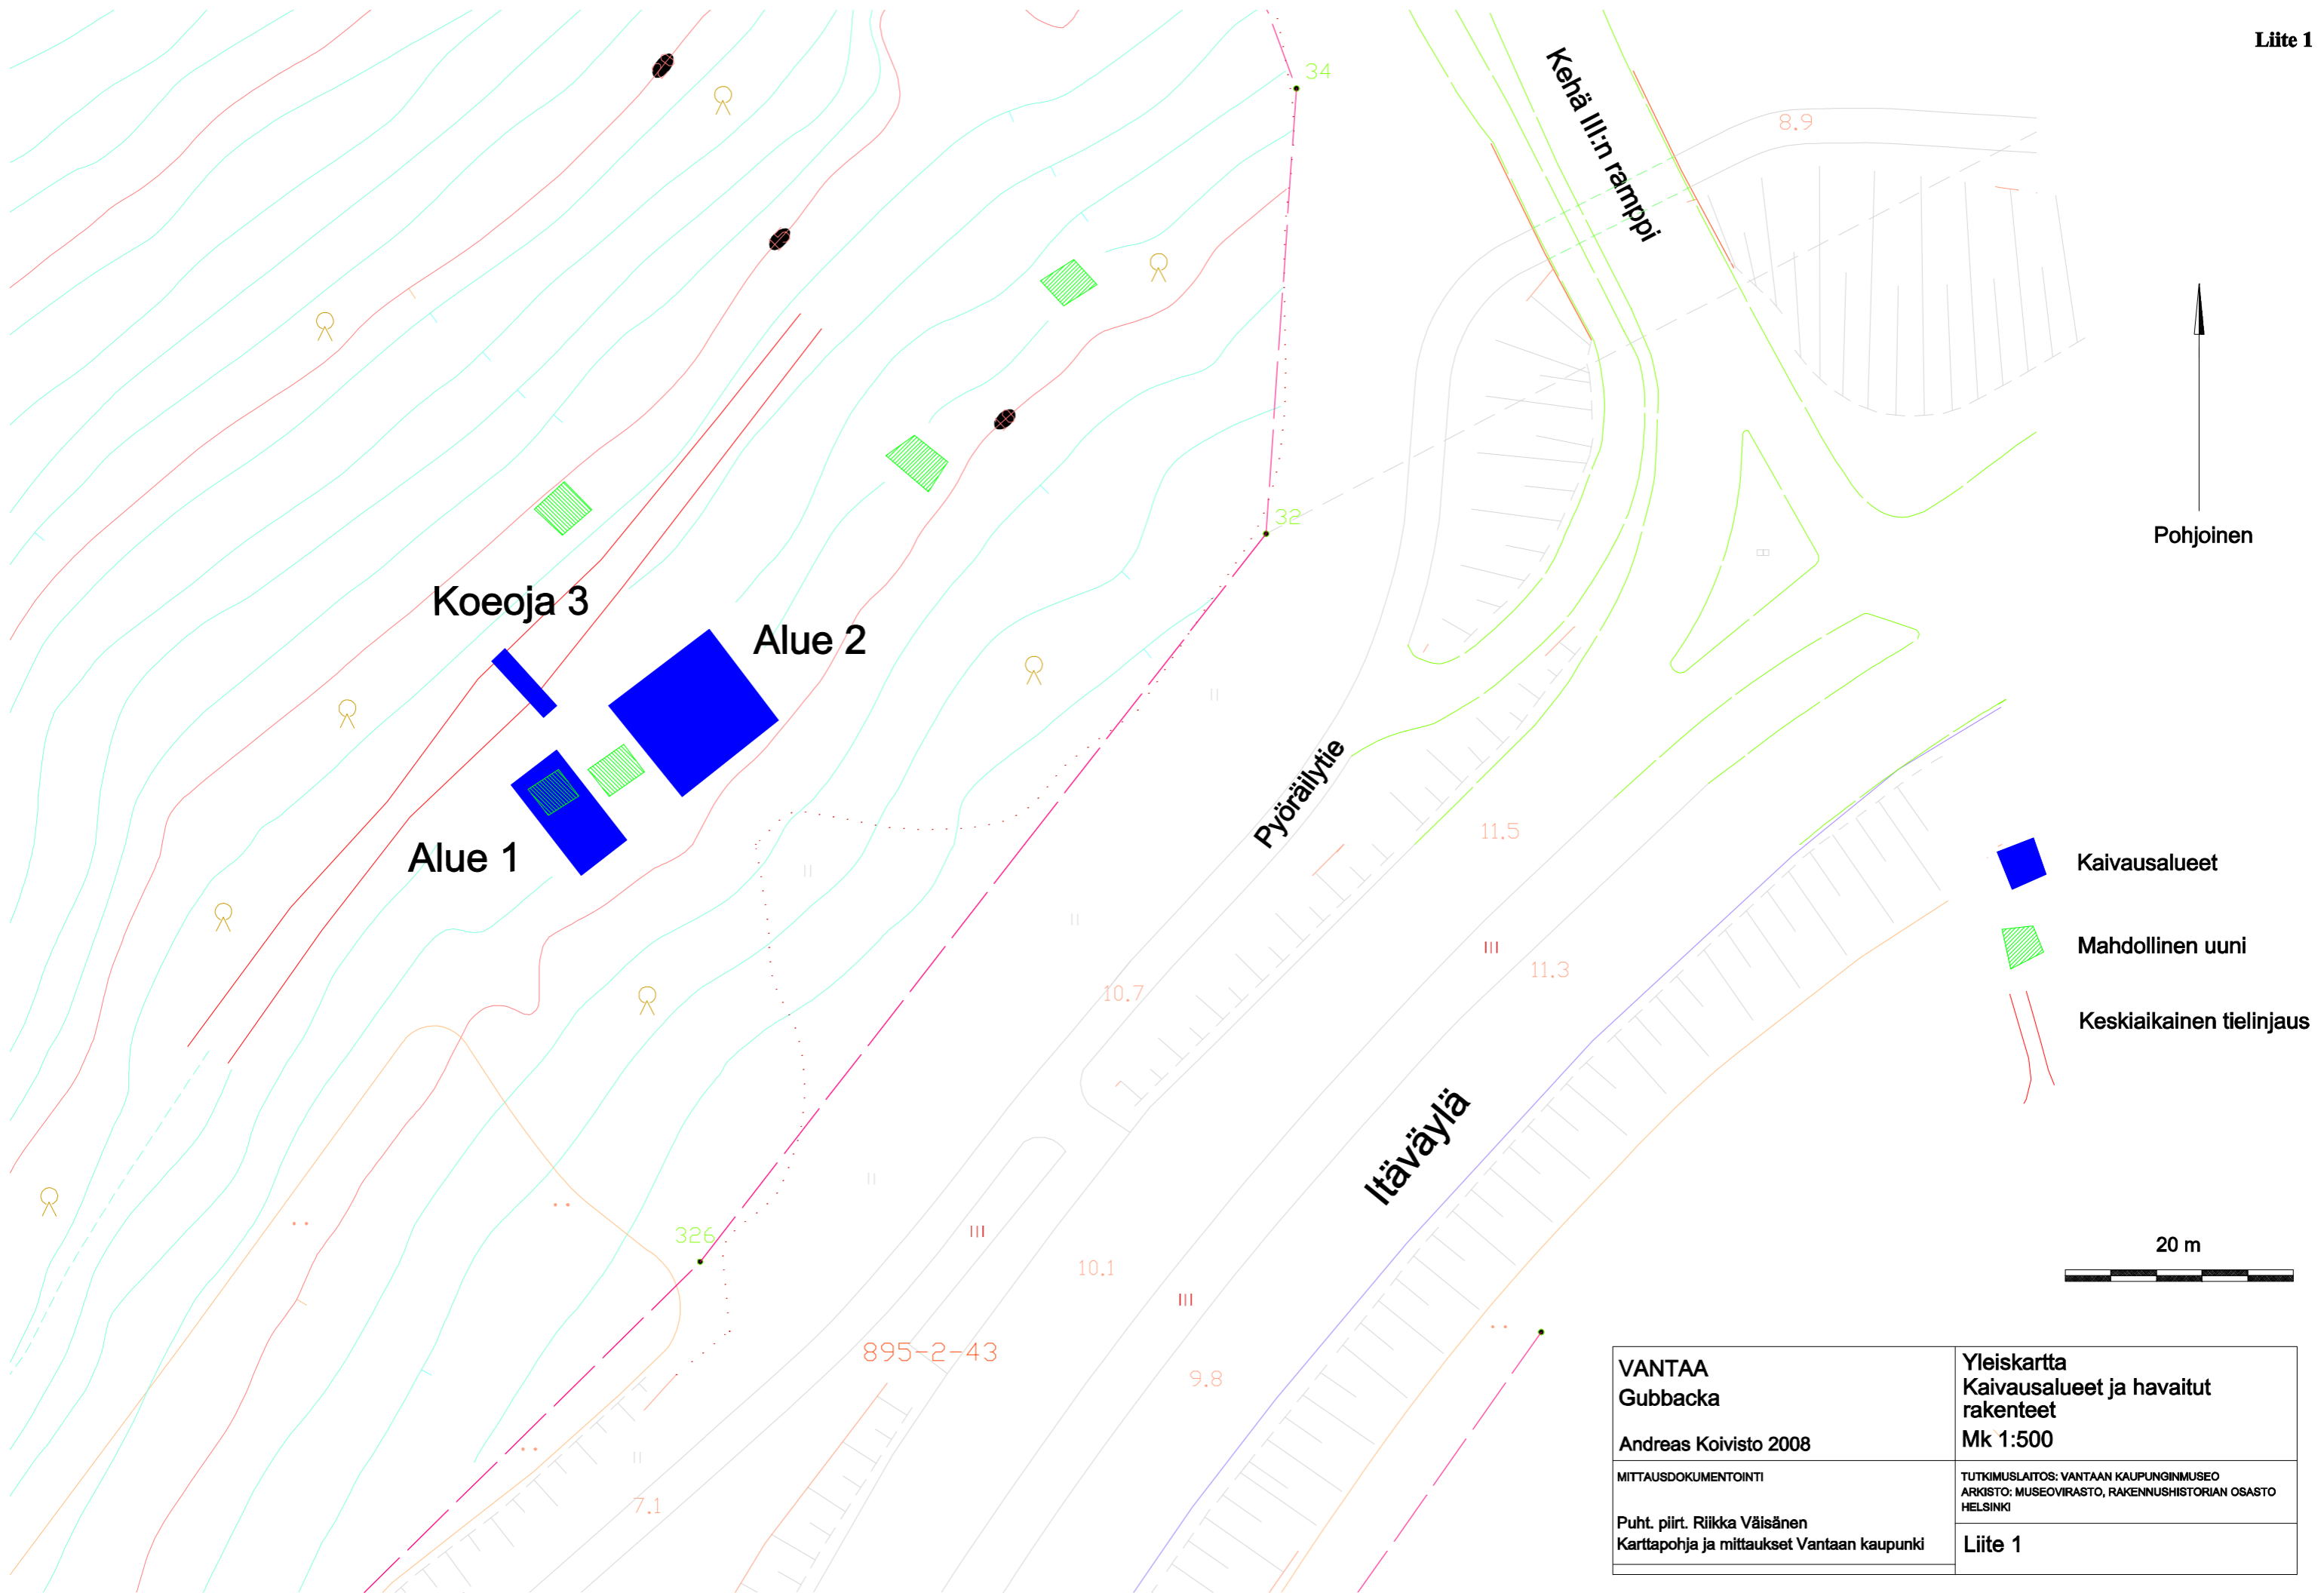 Liite 1
34
Kehä III:n ramppi
8.9
32
Pohjoinen
Koeoja 3
Alue 2
Alue 1
Pyöräilytie
11.5
11.3
10.7
Itäväylä
Kaivausalueet
Mahdollinen uuni
Keskiaikainen tielinjaus
326
10.1
895-2-43
9.8
7.1
20 m
VANTAA
Gubbacka
Andreas Koivisto 2008
Yleiskartta
Kaivausalueet ja havaitut
rakenteet
Mk 1:500
MITTAUSDOKUMENTOINTI
Puht. piirt. Riikka Väisänen
Karttapohja ja mittaukset Vantaan kaupunki
TUTKIMUSLAITOS: VANTAAN KAUPUNGINMUSEO
ARKISTO: MUSEOVIRASTO, RAKENNUSHISTORIAN OSASTO
HELSINKI
Liite 1